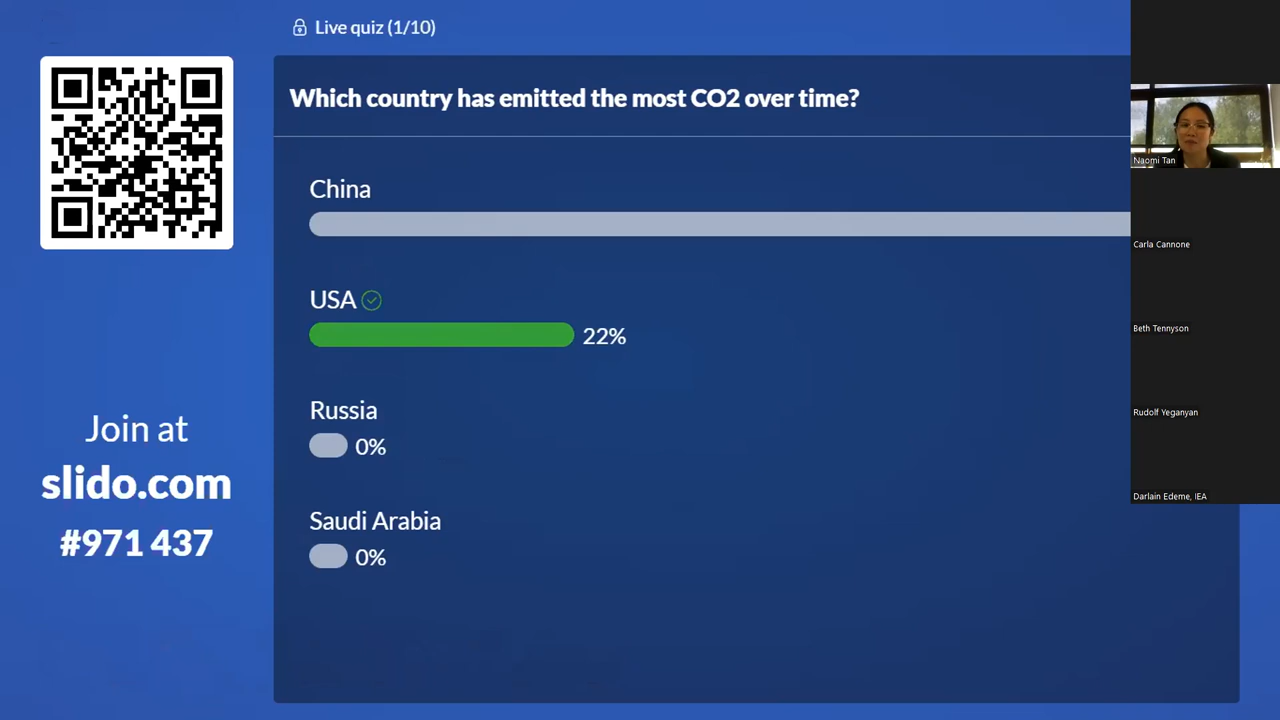 Live quiz (1/10)
Which country has emitted the most CO2 over time?
China
USA
22%
Russia
0%
Saudi Arabia
0%
Join at
slido.com
#971 437
Naomi Tan
Carla Cannone
Beth Tennyson
Rudolf Yeganyan
Darlain Edeme, IEA